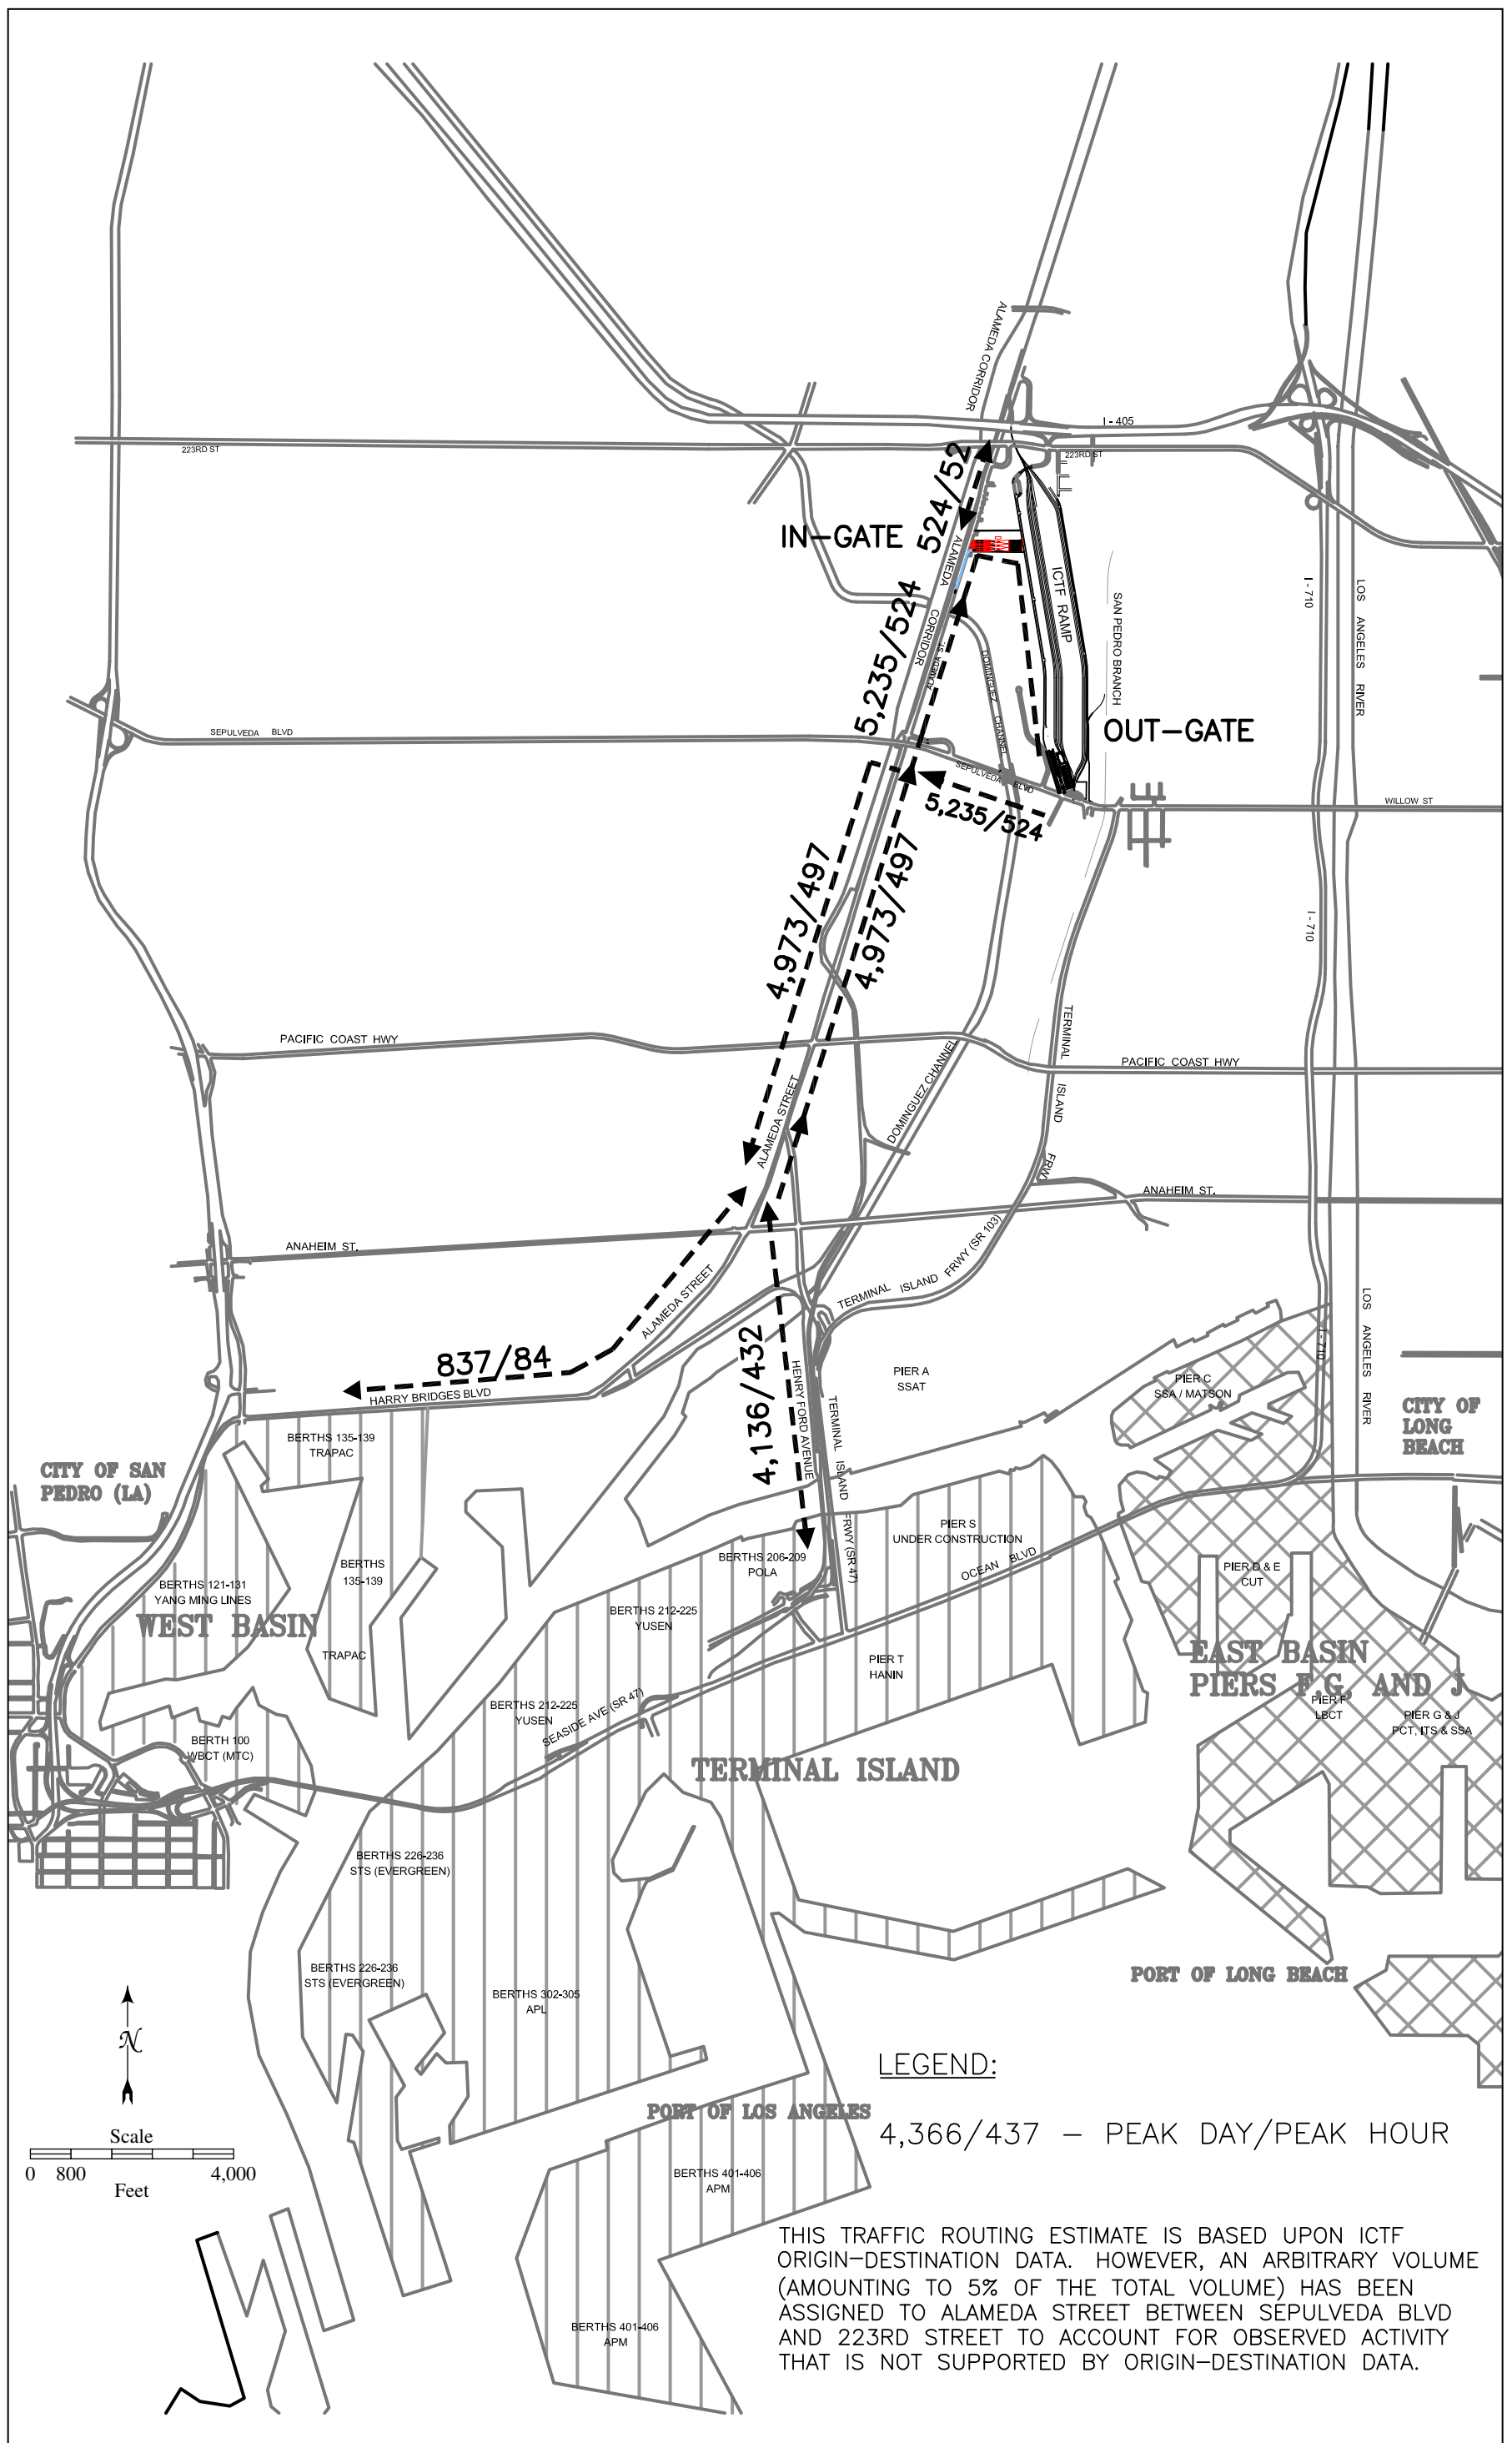 ALAMEDA CORRIDOR
I - 405
223RD ST
223RD ST
524/52
IN-GATE
ALAMEDA
CORRIDOR
5,235/524
ALAMEDA ST.
DOMINGUEZ CHANNEL
ICTF RAMP
SAN PEDRO BRANCH
I - 710
LOS ANGELES RIVER
OUT-GATE
SEPULVEDA BLVD
SEPULVEDA BLVD
5,235/524
WILLOW ST
4,973/497
4,973/497
I - 710
PACIFIC COAST HWY
PACIFIC COAST HWY
TERMINAL ISLAND FRWY
DOMINGUEZ CHANNEL
ALAMEDA STREET
ANAHEIM ST.
ANAHEIM ST.
TERMINAL ISLAND FRWY (SR 103)
ALAMEDA STREET
837/84
HARRY BRIDGES BLVD
4,136/432
HENRY FORD AVENUE
TERMINAL ISLAND FRWY (SR 47)
PIER A
SSAT
PIER C
SSA / MATSON
I - 710
LOS ANGELES RIVER
CITY OF
LONG
BEACH
BERTHS 135-139
TRAPAC
CITY OF SAN
PEDRO (LA)
PIER S
UNDER CONSTRUCTION
OCEAN BLVD
BERTHS 206-209
POLA
BERTHS
135-139
TRAPAC
BERTHS 121-131
YANG MING LINES
WEST BASIN
BERTHS 212-225
YUSEN
PIER D & E
CUT
EAST BASIN
PIERS F,G, AND J
PIER F
LBCT
PIER G & J
PCT, ITS & SSA
PIER T
HANIN
BERTHS 212-225
YUSEN
SEASIDE AVE (SR 47)
BERTH 100
WBCT (MTC)
TERMINAL ISLAND
BERTHS 226-236
STS (EVERGREEN)
BERTHS 226-236
STS (EVERGREEN)
BERTHS 302-305
APL
PORT OF LONG BEACH
N
PORT OF LOS ANGELES
LEGEND:
4,366/437 - PEAK DAY/PEAK HOUR
Scale
0 800 4,000
Feet
BERTHS 401-406
APM
BERTHS 401-406
APM
THIS TRAFFIC ROUTING ESTIMATE IS BASED UPON ICTF
ORIGIN-DESTINATION DATA. HOWEVER, AN ARBITRARY VOLUME
(AMOUNTING TO 5% OF THE TOTAL VOLUME) HAS BEEN
ASSIGNED TO ALAMEDA STREET BETWEEN SEPULVEDA BLVD
AND 223RD STREET TO ACCOUNT FOR OBSERVED ACTIVITY
THAT IS NOT SUPPORTED BY ORIGIN-DESTINATION DATA.